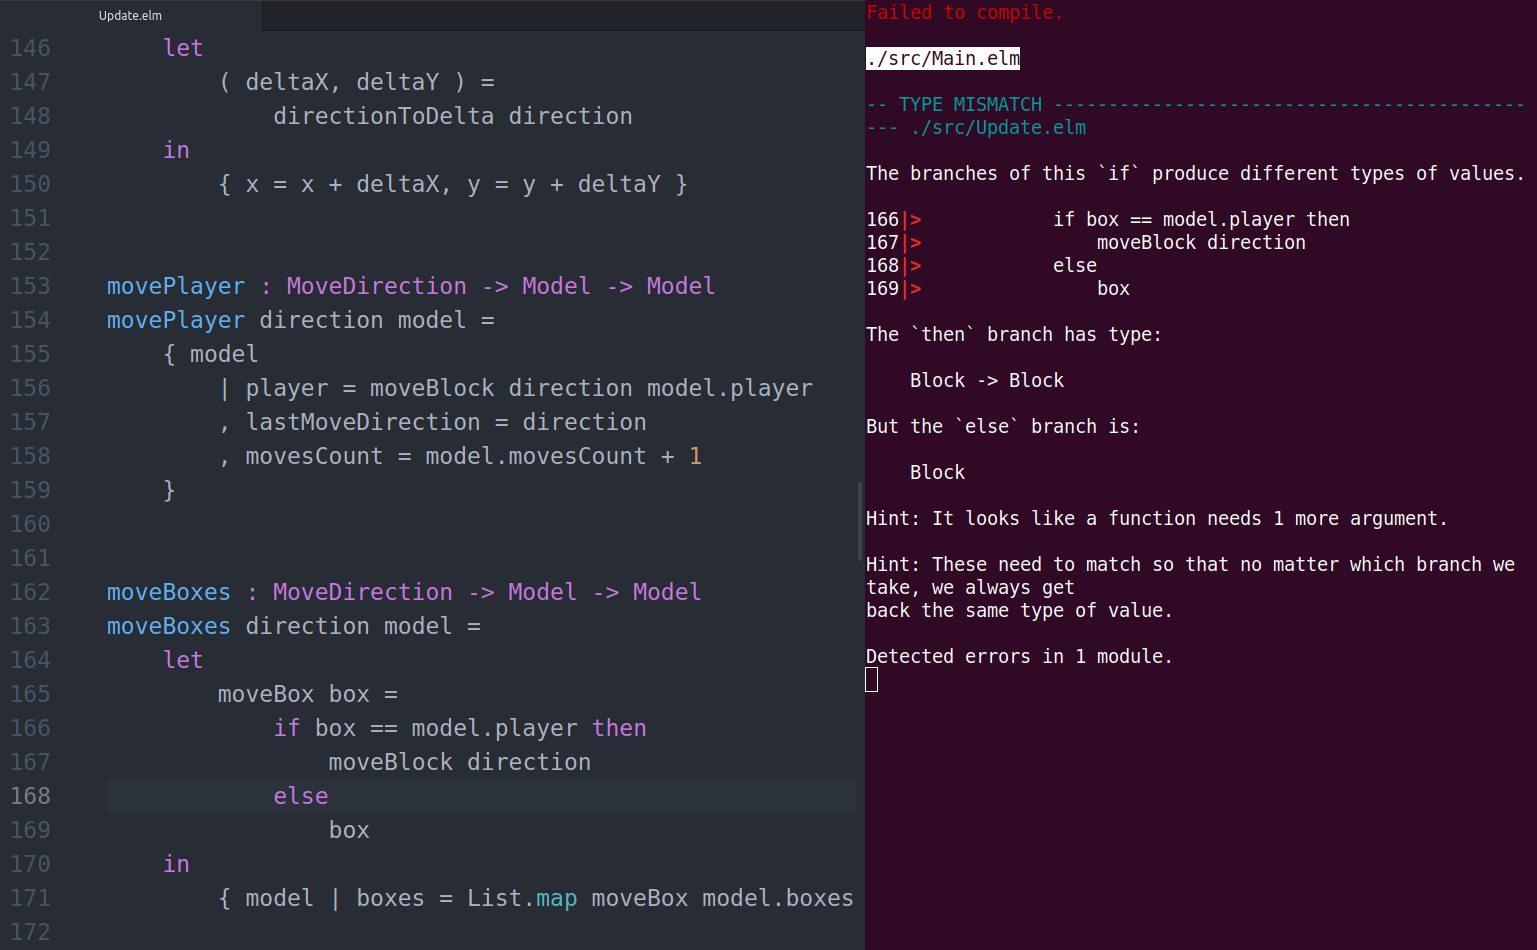 Update.elm
146 let
147 ( deltaX, deltaY ) =
148 directionToDelta direction
149 in
150 { x = x + deltaX, y = y + deltaY }
151
152
153 movePlayer : MoveDirection -> Model -> Model
154 movePlayer direction model =
155 { model
156 | player = moveBlock direction model.player
157 , lastMoveDirection = direction
158 , movesCount = model.movesCount + 1
159 }
160
161
162 moveBoxes : MoveDirection -> Model -> Model
163 moveBoxes direction model =
164 let
165 moveBox box =
166 if box == model.player then
167 moveBlock direction
168 else
169 box
170 in
171 { model | boxes = List.map moveBox model.boxes
172
Failed to compile.
./src/Main.elm
-- TYPE MISMATCH -------------------------------------------
--- ./src/Update.elm
The branches of this `if` produce different types of values.
166|> if box == model.player then
167|> moveBlock direction
168|> else
169|> box
The `then` branch has type:
Block -> Block
But the `else` branch is:
Block
Hint: It looks like a function needs 1 more argument.
Hint: These need to match so that no matter which branch we
take, we always get
back the same type of value.
Detected errors in 1 module.